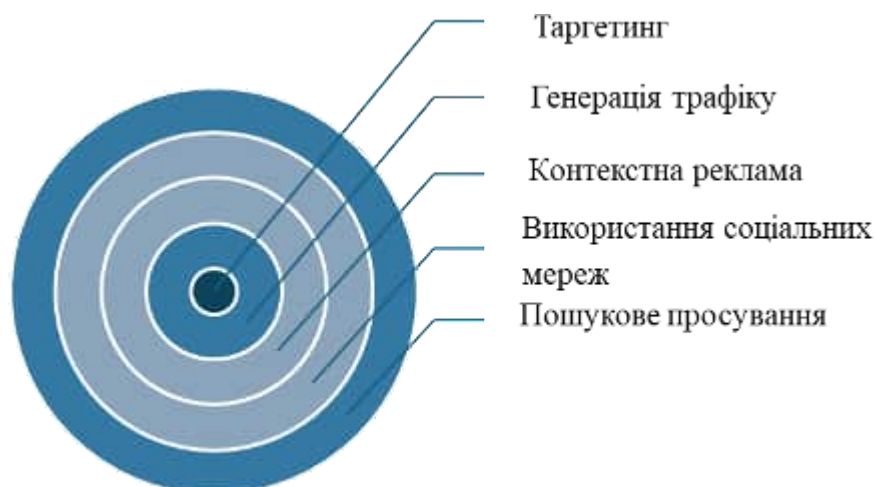 Таргетинг
Генерація трафіку
Контекстна реклама
Використання соціальних
мереж
Пошукове просування